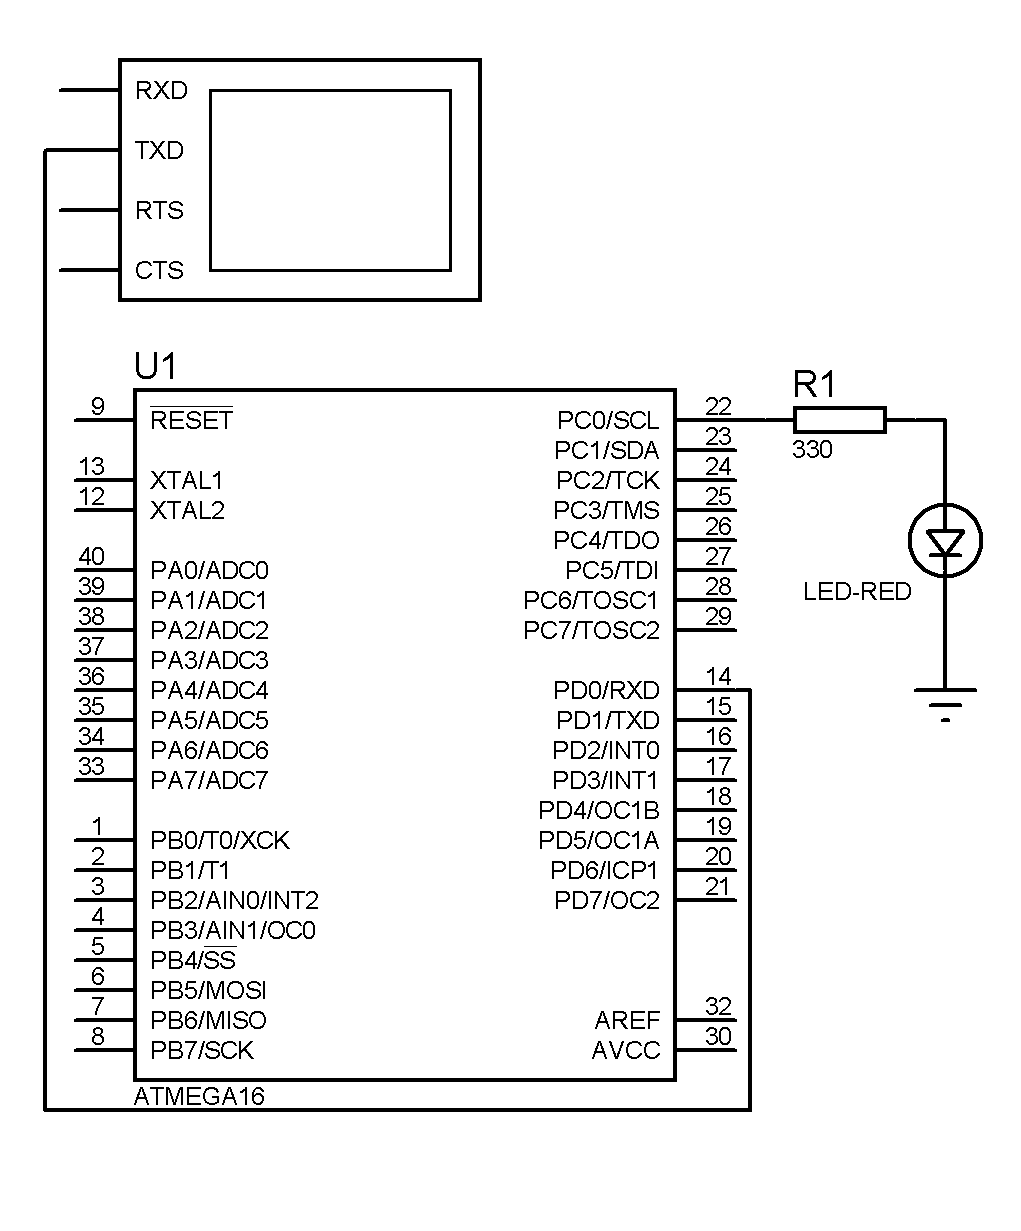 RXD
TXD
RTS
CTS
U1
R1
330
LED-RED
9 RESET
13 XTAL1
12 XTAL2
40 PA0/ADC0
39 PA1/ADC1
38 PA2/ADC2
37 PA3/ADC3
36 PA4/ADC4
35 PA5/ADC5
34 PA6/ADC6
33 PA7/ADC7
1 PB0/T0/XCK
2 PB1/T1
3 PB2/AIN0/INT2
4 PB3/AIN1/OC0
5 PB4/SS
6 PB5/MOSI
7 PB6/MISO
8 PB7/SCK
PC0/SCL 22
PC1/SDA 23
PC2/TCK 24
PC3/TMS 25
PC4/TDO 26
PC5/TDI 27
PC6/TOSC1 28
PC7/TOSC2 29
PD0/RXD 14
PD1/TXD 15
PD2/INT0 16
PD3/INT1 17
PD4/OC1B 18
PD5/OC1A 19
PD6/ICP1 20
PD7/OC2 21
AREF 32
AVCC 30
ATMEGA16